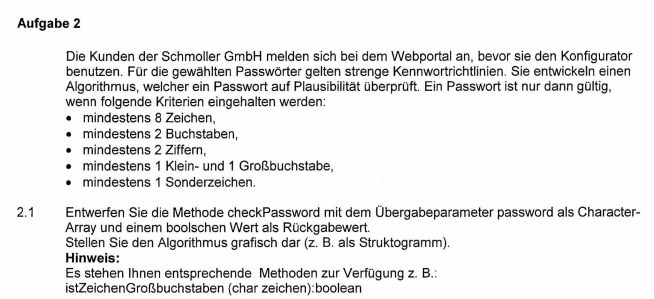 Aufgabe 2
Die Kunden der Schmoller GmbH melden sich bei dem Webportal an, bevor sie den Konfigurator
benutzen. Für die gewählten Passwörter gelten strenge Kennwortrichtlinien. Sie entwickeln einen
Algorithmus, welcher ein Passwort auf Plausibilität überprüft. Ein Passwort ist nur dann gültig,
wenn folgende Kriterien eingehalten werden:
• mindestens 8 Zeichen,
• mindestens 2 Buchstaben,
• mindestens 2 Ziffern,
• mindestens 1 Klein- und 1 Großbuchstabe,
• mindestens 1 Sonderzeichen.
2.1 Entwerfen Sie die Methode checkPassword mit dem Übergabeparameter password als Character-
Array und einem boolschen Wert als Rückgabewert.
Stellen Sie den Algorithmus grafisch dar (z. B. als Struktogramm).
Hinweis:
Es stehen Ihnen entsprechende Methoden zur Verfügung z. B.:
istZeichenGroßbuchstaben (char zeichen):boolean